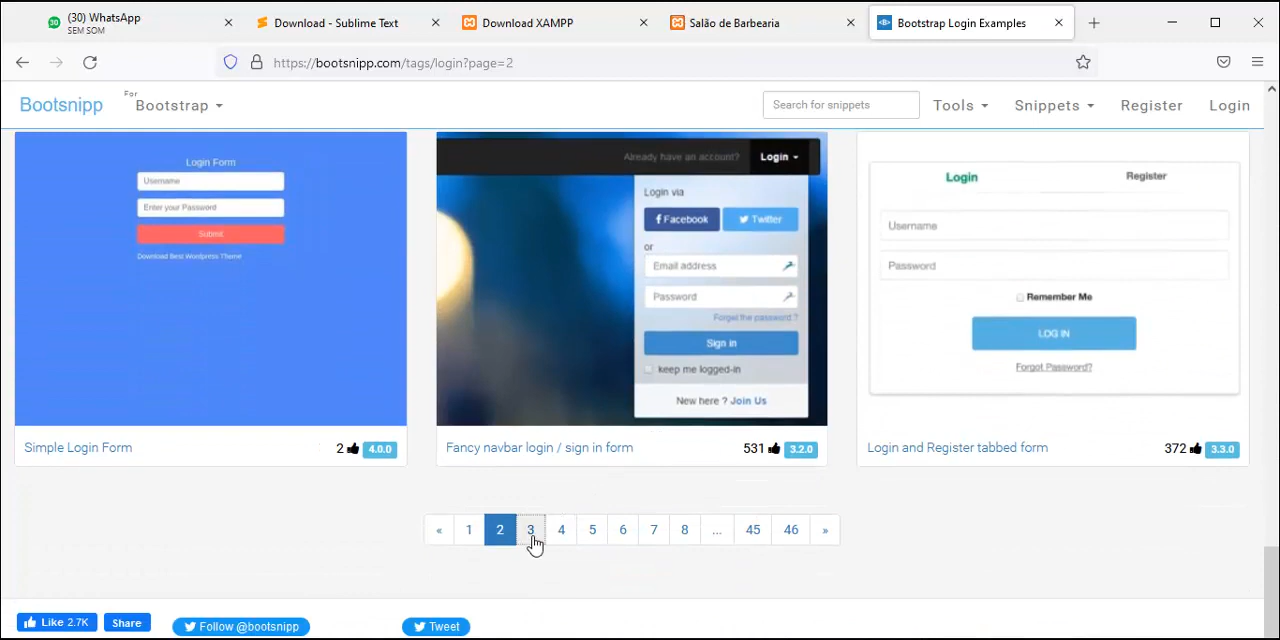 30 (30) WhatsApp
SEM SOM
Download - Sublime Text
Download XAMPP
Salão de Barbearia
Bootstrap Login Examples
https://bootsnipp.com/tags/login?page=2
Bootsnipp
For
Bootstrap
Search for snippets
Tools
Snippets
Register
Login
Login Form
Username
Enter your Password
Submit
Download Best Wordpress Theme
Already have an account? Login
Login via
Facebook Twitter
or
Email address
Password
Forget the password ?
Sign in
keep me logged-in
New here ? Join Us
Login Register
Username
Password
Remember Me
LOG IN
Forgot Password?
Simple Login Form 2 4.0.0
Fancy navbar login / sign in form 531 3.2.0
Login and Register tabbed form 372 3.3.0
« 1 2 3 4 5 6 7 8 ... 45 46 »
Like 2.7K Share Follow @bootsnipp Tweet